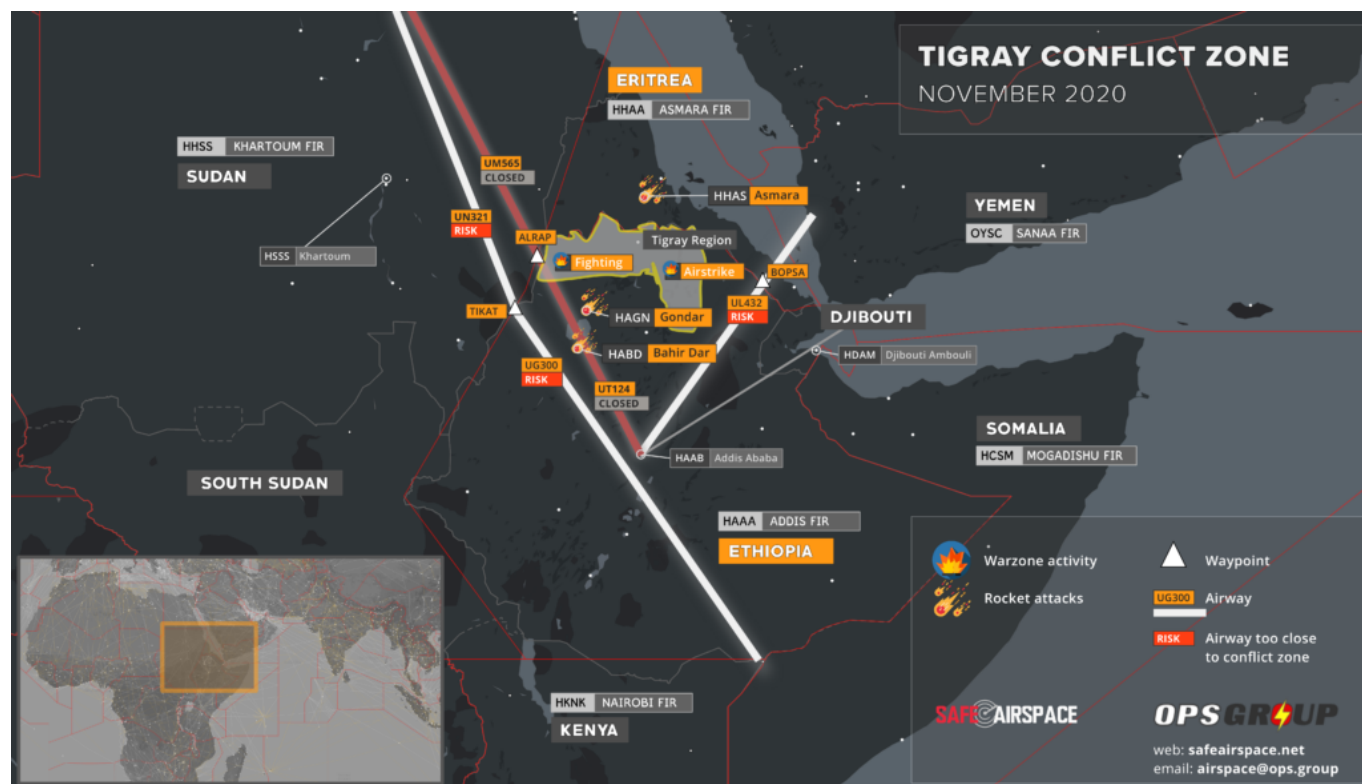 TIGRAY CONFLICT ZONE
NOVEMBER 2020
ERITREA
HHAA ASMARA FIR
HHSS KHARTOUM FIR
SUDAN
UM565
CLOSED
HHAS Asmara
YEMEN
OYSC SANAA FIR
UN321
RISK
ALRAP
Tigray Region
HSSS Khartoum
Fighting
Airstrike
BOPSA
TIKAT
HAGN Gondar
UL432
RISK
DJIBOUTI
HABD Bahir Dar
HDAM Djibouti Ambouli
UG300
RISK
UT124
CLOSED
SOMALIA
HCSM MOGADISHU FIR
HAAB Addis Ababa
SOUTH SUDAN
HAAA ADDIS FIR
ETHIOPIA
HKNK NAIROBI FIR
KENYA
Warzone activity
Waypoint
Rocket attacks
UG300 Airway
RISK Airway too close
to conflict zone
SAFE AIRSPACE
OPSGROUP
web: safeairspace.net
email: airspace@ops.group